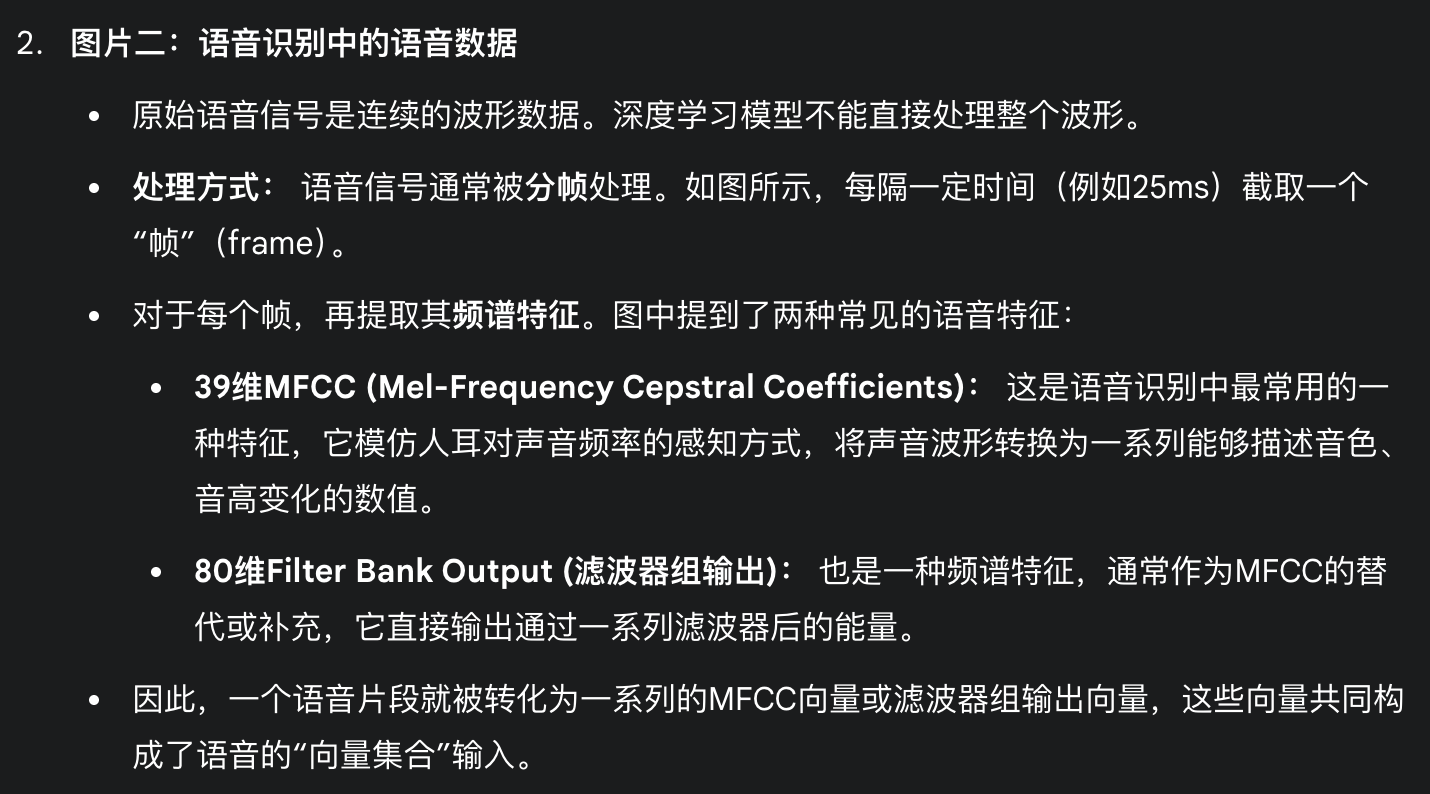 2. 图片二：语音识别中的语音数据
• 原始语音信号是连续的波形数据。深度学习模型不能直接处理整个波形。
• 处理方式： 语音信号通常被分帧处理。如图所示，每隔一定时间（例如25ms）截取一个
“帧”（frame）。
• 对于每个帧，再提取其频谱特征。图中提到了两种常见的语音特征：
• 39维MFCC (Mel-Frequency Cepstral Coefficients)： 这是语音识别中最常用的一
种特征，它模仿人耳对声音频率的感知方式，将声音波形转换为一系列能够描述音色、
音高变化的数值。
• 80维Filter Bank Output (滤波器组输出)： 也是一种频谱特征，通常作为MFCC的替
代或补充，它直接输出通过一系列滤波器后的能量。
• 因此，一个语音片段就被转化为一系列的MFCC向量或滤波器组输出向量，这些向量共同构
成了语音的“向量集合”输入。